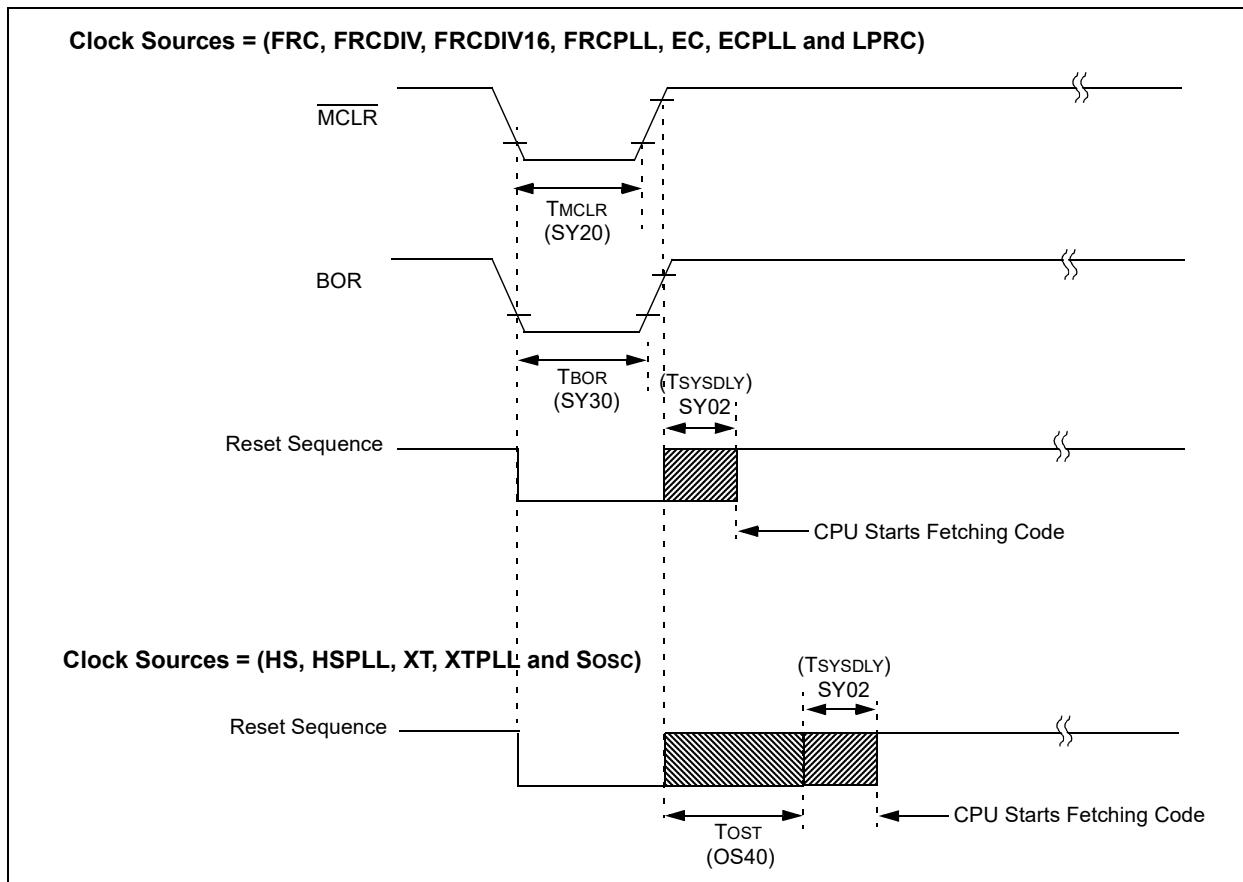 Clock Sources = (FRC, FRCDIV, FRCDIV16, FRCPLL, EC, ECPLL and LPRC)
MCLR
TMCLR
(SY20)
BOR
TBOR
(SY30)
(TSYSDLY)
SY02
Reset Sequence
CPU Starts Fetching Code
Clock Sources = (HS, HSPLL, XT, XTPLL and SOSC)
(TSYSDLY)
SY02
Reset Sequence
CPU Starts Fetching Code
TOST
(OS40)